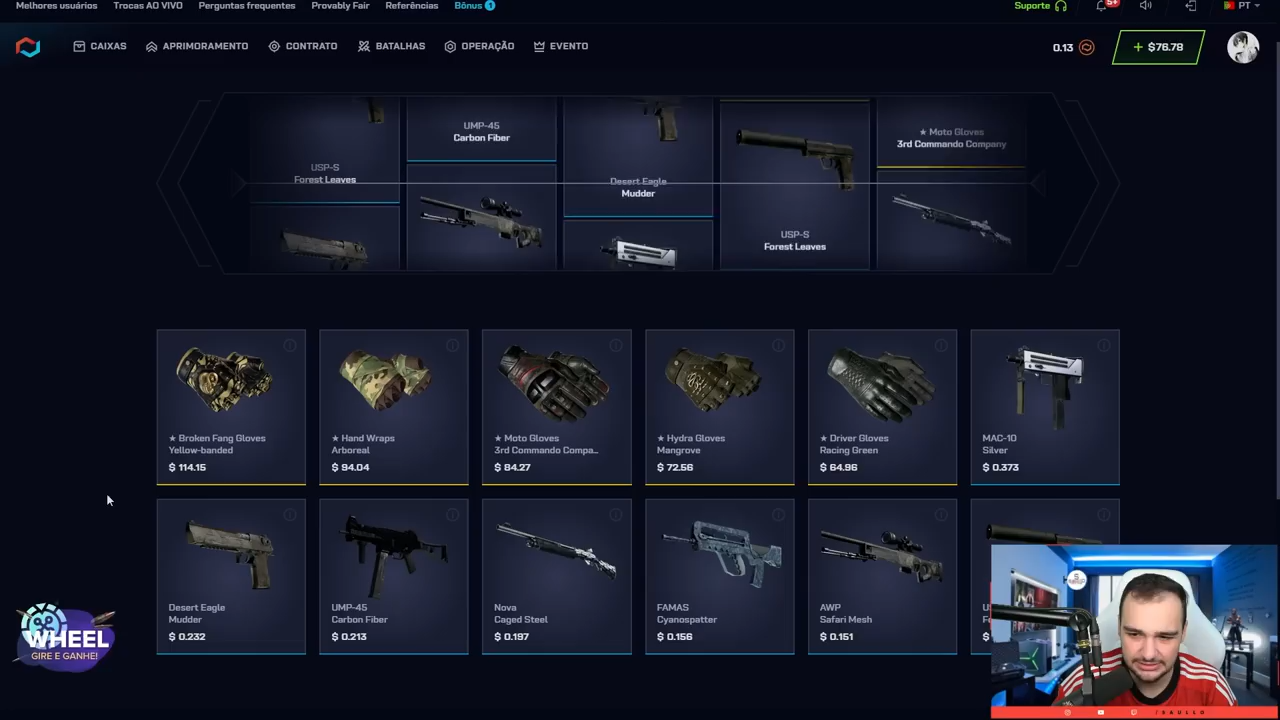 Melhores usuários Trocas AO VIVO Perguntas frequentes Provably Fair Referências Bônus 1 Suporte 5+ PT
CAIXAS APRIMORAMENTO CONTRATO BATALHAS OPERAÇÃO EVENTO 0.13 + $76.78
USP-S
Forest Leaves
UMP-45
Carbon Fiber
Desert Eagle
Mudder
USP-S
Forest Leaves
★ Moto Gloves
3rd Commando Company
★ Broken Fang Gloves
Yellow-banded
$ 114.15
★ Hand Wraps
Arboreal
$ 94.04
★ Moto Gloves
3rd Commando Compa...
$ 84.27
★ Hydra Gloves
Mangrove
$ 72.56
★ Driver Gloves
Racing Green
$ 64.96
MAC-10
Silver
$ 0.373
Desert Eagle
Mudder
$ 0.232
UMP-45
Carbon Fiber
$ 0.213
Nova
Caged Steel
$ 0.197
FAMAS
Cyanospatter
$ 0.156
AWP
Safari Mesh
$ 0.151
WHEEL
GIRE E GANHE!
/SAULLO